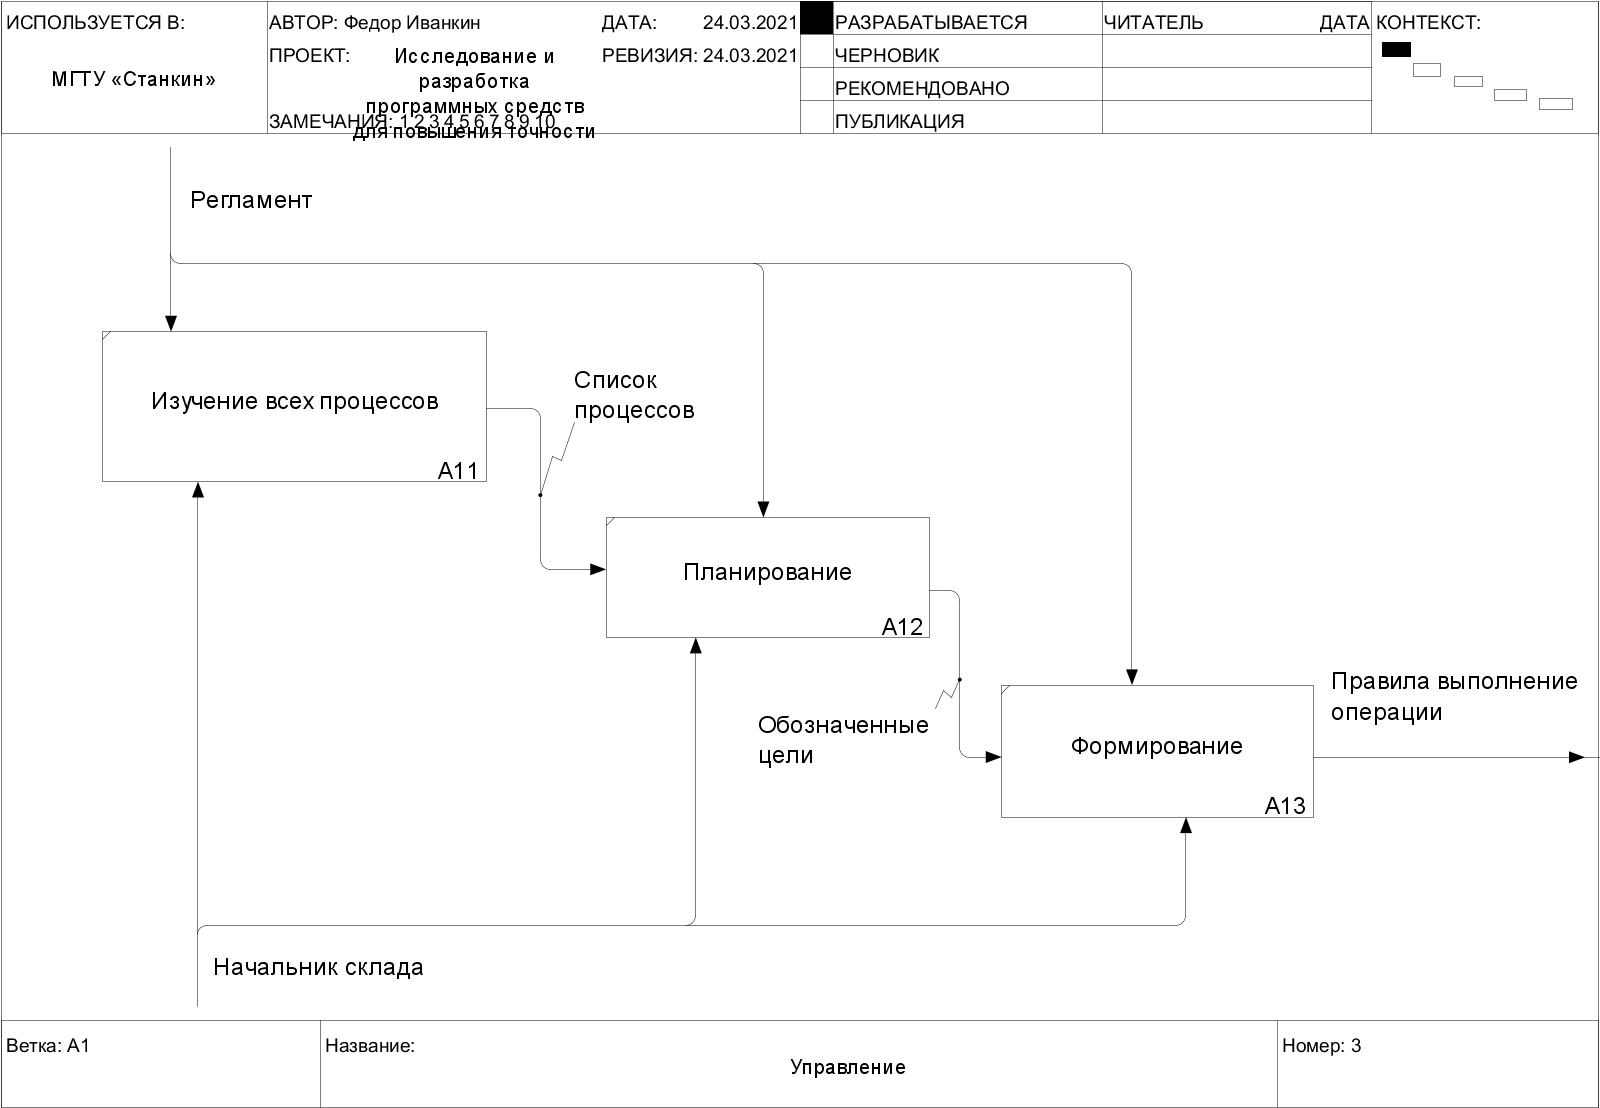 ИСПОЛЬЗУЕТСЯ В:
МГТУ «Станкин»
АВТОР: Федор Иванкин
ДАТА: 24.03.2021
ПРОЕКТ:
Исследование и
разработка
программных средств
для повышения точности
РЕВИЗИЯ: 24.03.2021
ЗАМЕЧАНИЯ: 1 2 3 4 5 6 7 8 9 10
РАЗРАБАТЫВАЕТСЯ
ЧЕРНОВИК
РЕКОМЕНДОВАНО
ПУБЛИКАЦИЯ
ЧИТАТЕЛЬ
ДАТА
КОНТЕКСТ:
Регламент
Изучение всех процессов
A11
Список
процессов
Планирование
A12
Обозначенные
цели
Формирование
A13
Правила выполнение
операции
Начальник склада
Ветка: A1
Название:
Управление
Номер: 3